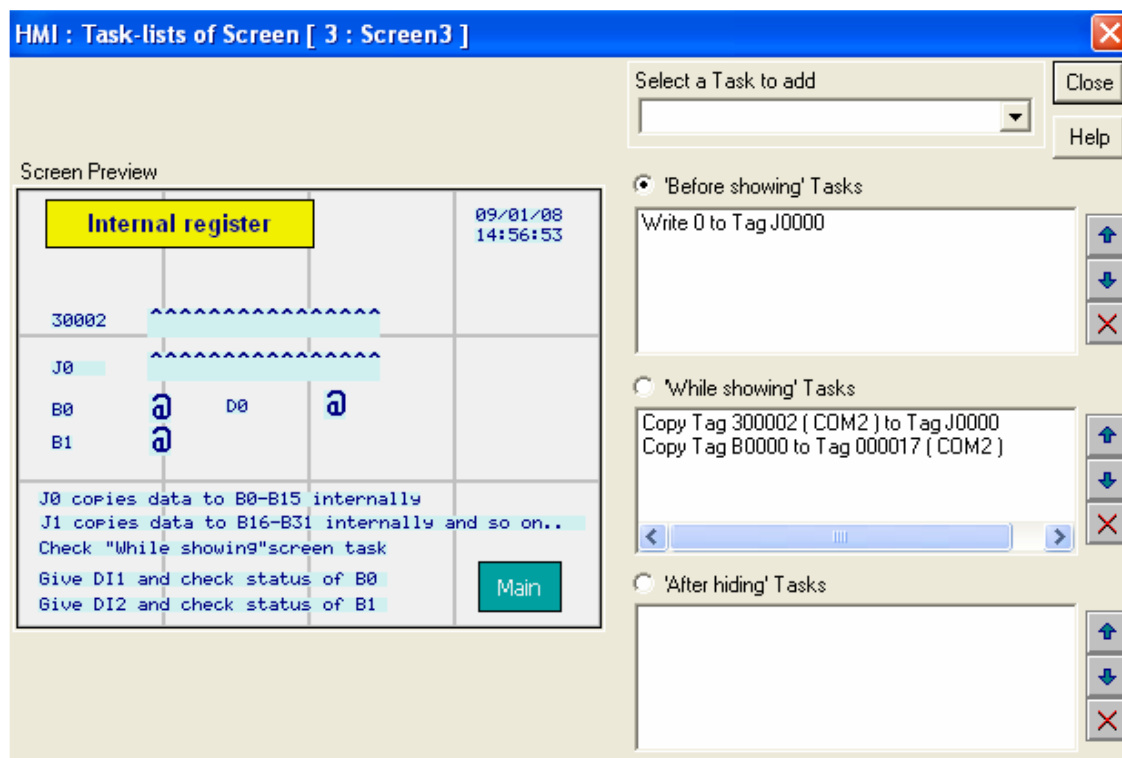 HMI : Task-lists of Screen [ 3 : Screen3 ]
Select a Task to add
Close
Help
Screen Preview
Internal register
09/01/08
14:56:53
30002 ^^^^^^^^^^^^^^^^
J0 ^^^^^^^^^^^^^^^^
B0 @ D0 @
B1 @
J0 copies data to B0-B15 internally
J1 copies data to B16-B31 internally and so on..
Check "While showing"screen task
Give DI1 and check status of B0
Give DI2 and check status of B1
Main
'Before showing' Tasks
Write 0 to Tag J0000
'While showing' Tasks
Copy Tag 300002 ( COM2 ) to Tag J0000
Copy Tag B0000 to Tag 000017 ( COM2 )
'After hiding' Tasks